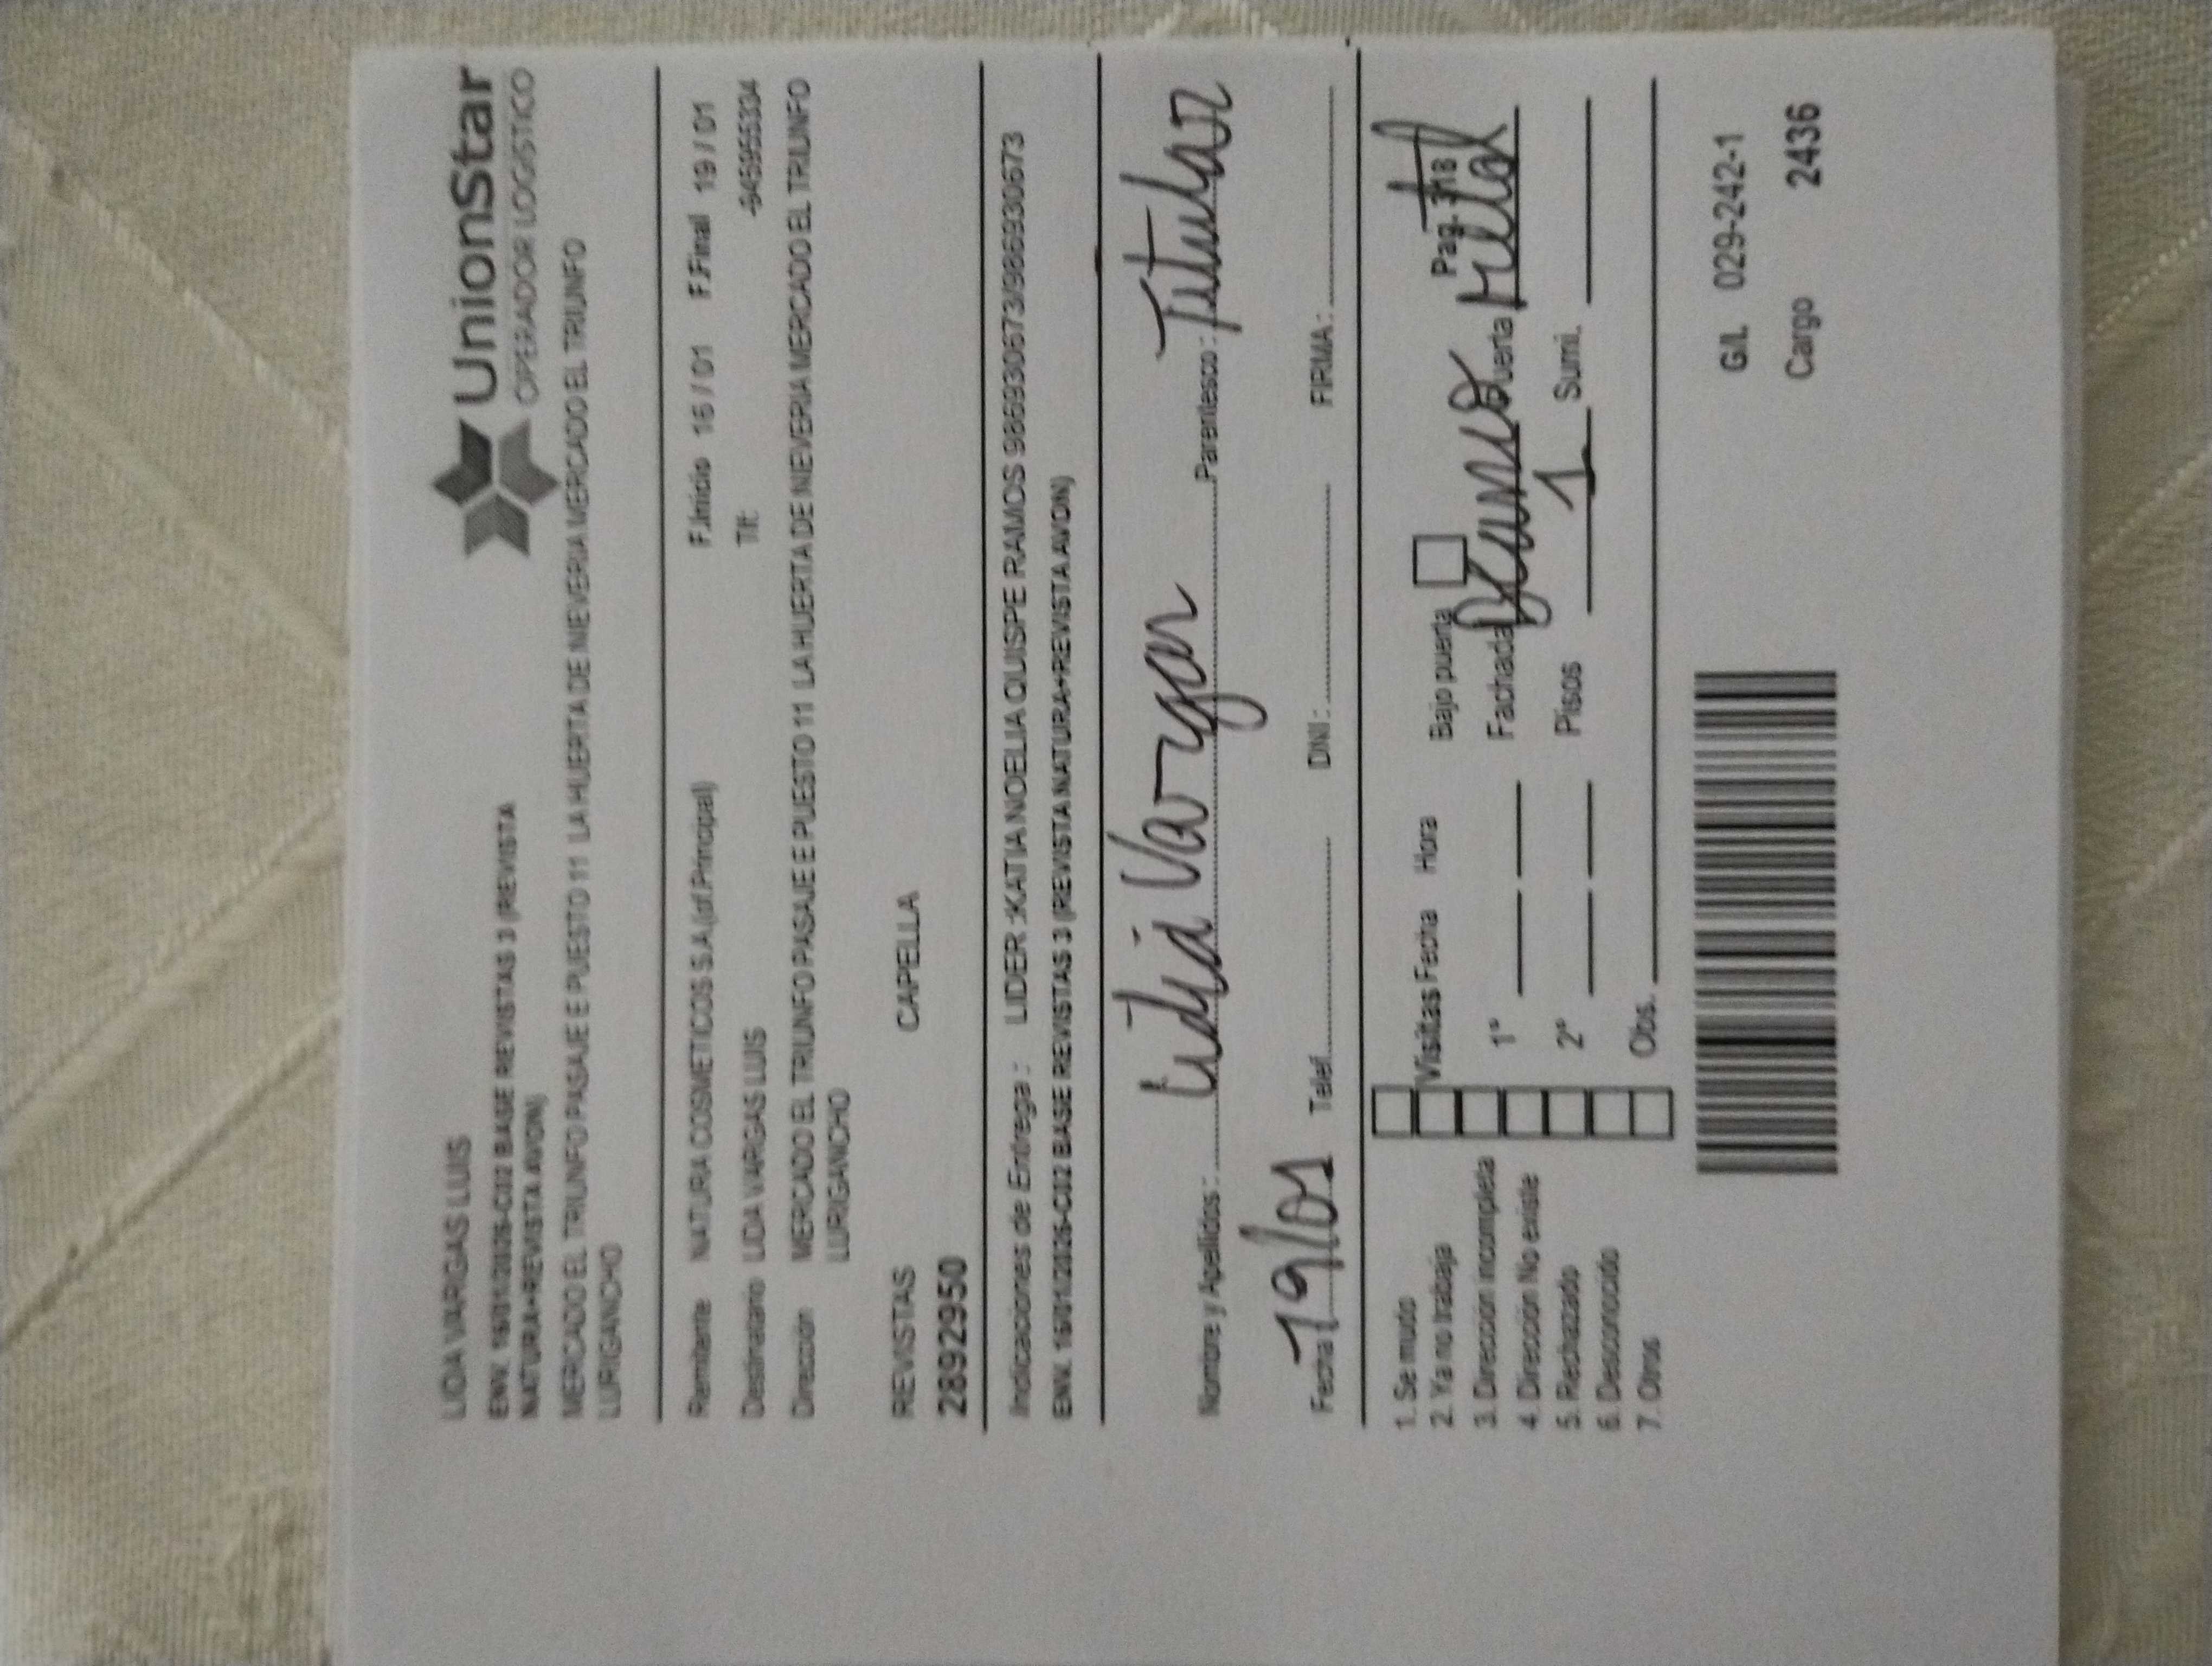 UnionStar
OPERADOR LOGISTICO
LIDA VARGAS LUIS
ENV. 16/01/2026-C02 BASE REVISTAS 3 (REVISTA
NATURA+REVISTA AVON)
MERCADO EL TRIUNFO PASAJE E PUESTO 11 LA HUERTA DE NIEVERIA MERCADO EL TRIUNFO
LURIGANCHO
Remitente NATURA COSMETICOS S.A.(of.Principal) F.Inicio 16 / 01 F.Final 19 / 01
Destinatario LIDA VARGAS LUIS Tlf:
Dirección MERCADO EL TRIUNFO PASAJE E PUESTO 11 LA HUERTA DE NIEVERIA MERCADO EL TRIUNFO
LURIGANCHO
REVISTAS CAPELLA
2892950
Indicaciones de Entrega : LIDER :KATIA NOELIA QUISPE RAMOS 986930673/986930673
ENV. 16/01/2026-C02 BASE REVISTAS 3 (REVISTA NATURA+REVISTA AVON)
Nombre y Apellidos: Lidia Vargas Parentesco : Titular
Fecha 19/01 Telef. DNI : FIRMA :
1. Se mudo
2. Ya no trabaja
3. Dirección incompleta
4. Dirección No existe
5. Rechazado
6. Desconocido
7. Otros
Visitas Fecha Hora Bajo puerta Pag.
1° Fachada Blanco Puerta Metal
2° Pisos 1 Sumi.
Obs.
G/L 029-242-1
Cargo 2436